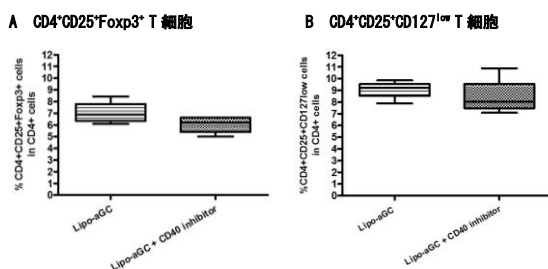 A CD4⁺CD25⁺Foxp3⁺ T 細胞
% CD4+CD25+Foxp3+ cells
in CD4+ cells
12
11
10
9
8
7
6
5
4
3
2
1
0
Lipo-aGC
Lipo-aGC + CD40 inhibitor
B CD4⁺CD25⁺CD127ˡᵒʷ T 細胞
%CD4+CD25+CD127low cells
in CD4+ cells
12
11
10
9
8
7
6
5
4
3
2
1
0
Lipo-aGC
Lipo-aGC + CD40 inhibitor